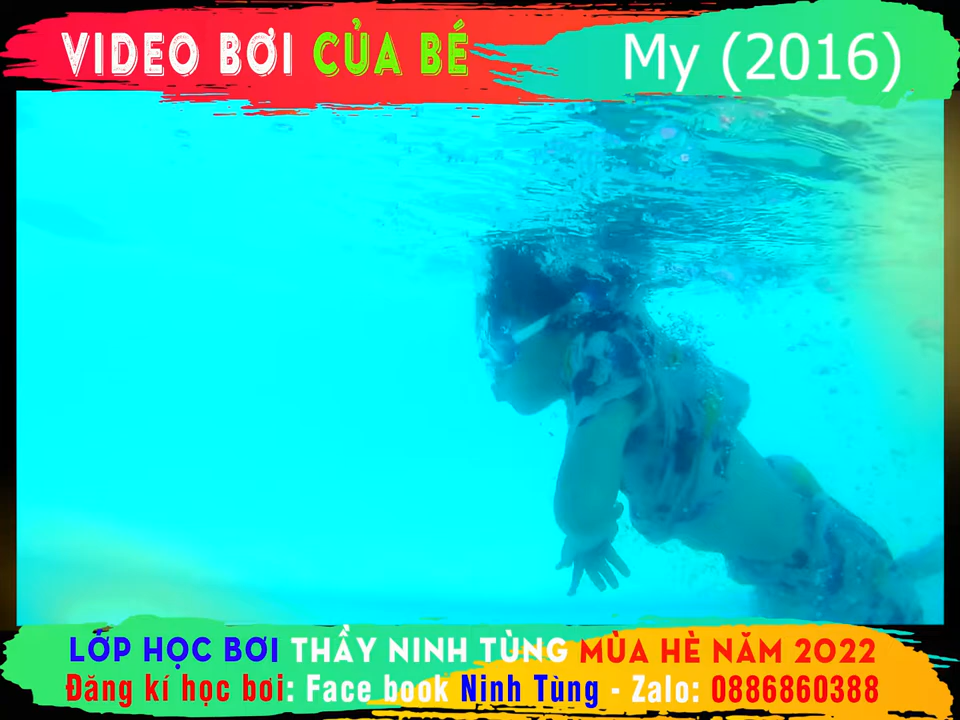 VIDEO BƠI CỦA BÉ
My (2016)
LỚP HỌC BƠI THẦY NINH TÙNG MÙA HÈ NĂM 2022
Đăng kí học bơi: Face book Ninh Tùng - Zalo: 0886860388